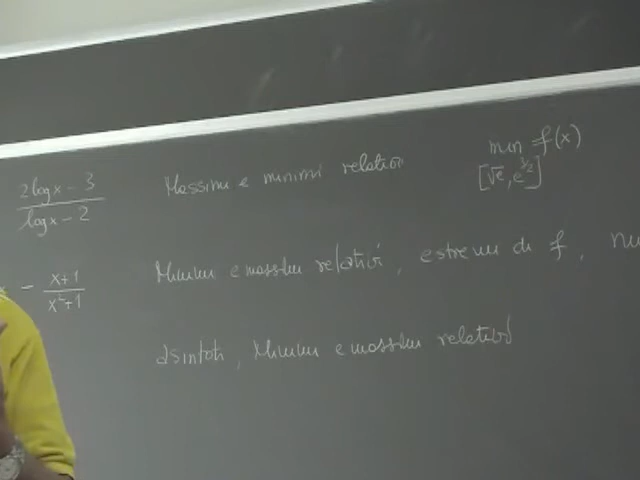 2logx - 3 / logx - 2 Massimi e minimi relativi min f(x) [√e, e^3/2]
- x+1 / x²+1 Minimi e massimi relativi, estremi di f,
asintoti, Minimi e massimi relativi